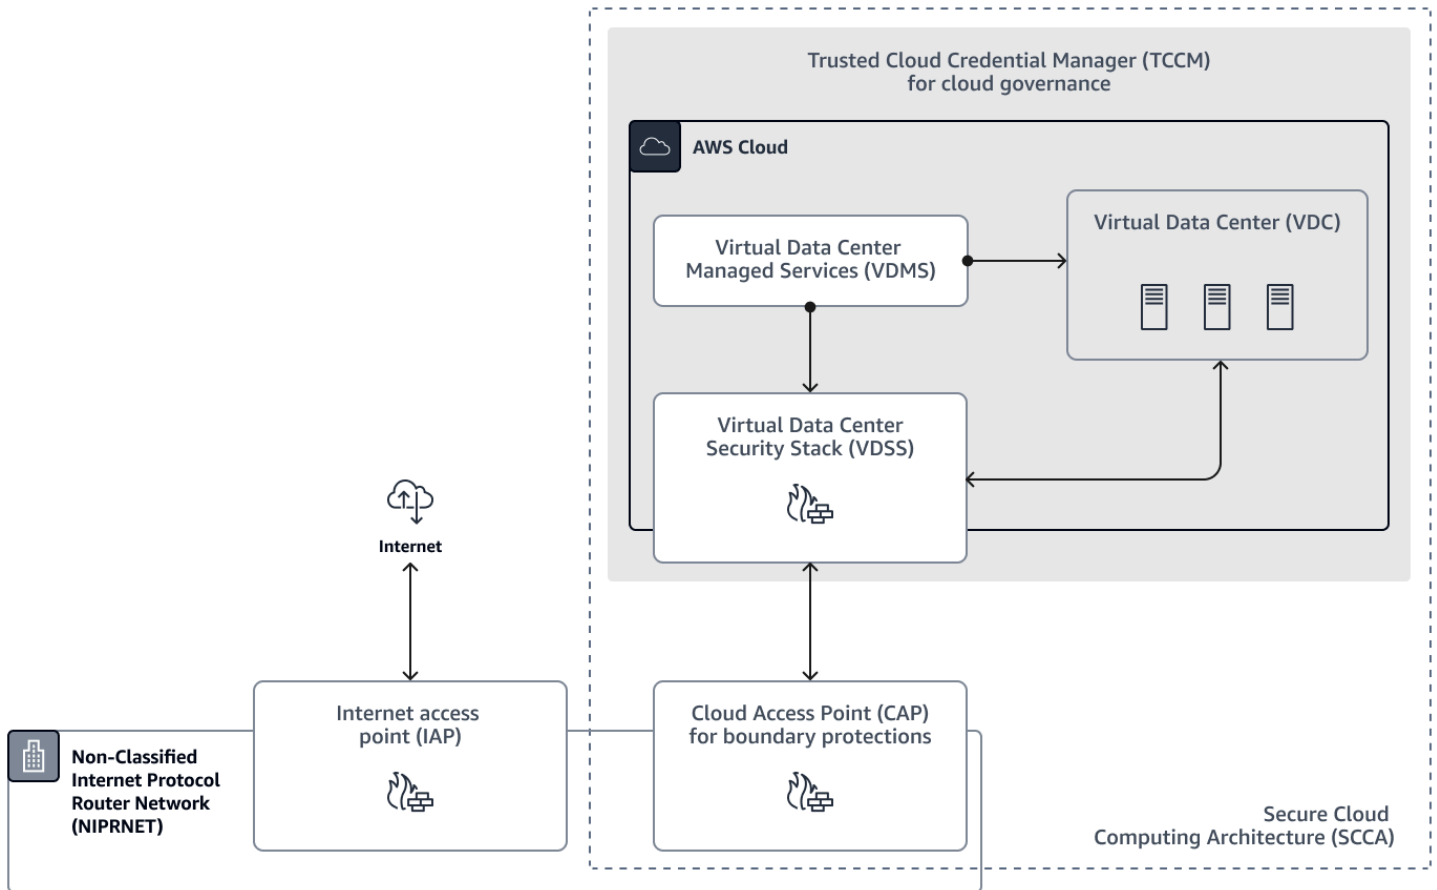 Trusted Cloud Credential Manager (TCCM)
for cloud governance
AWS Cloud
Virtual Data Center
Managed Services (VDMS)
Virtual Data Center (VDC)
Virtual Data Center
Security Stack (VDSS)
Internet
Internet access
point (IAP)
Cloud Access Point (CAP)
for boundary protections
Non-Classified
Internet Protocol
Router Network
(NIPRNET)
Secure Cloud
Computing Architecture (SCCA)